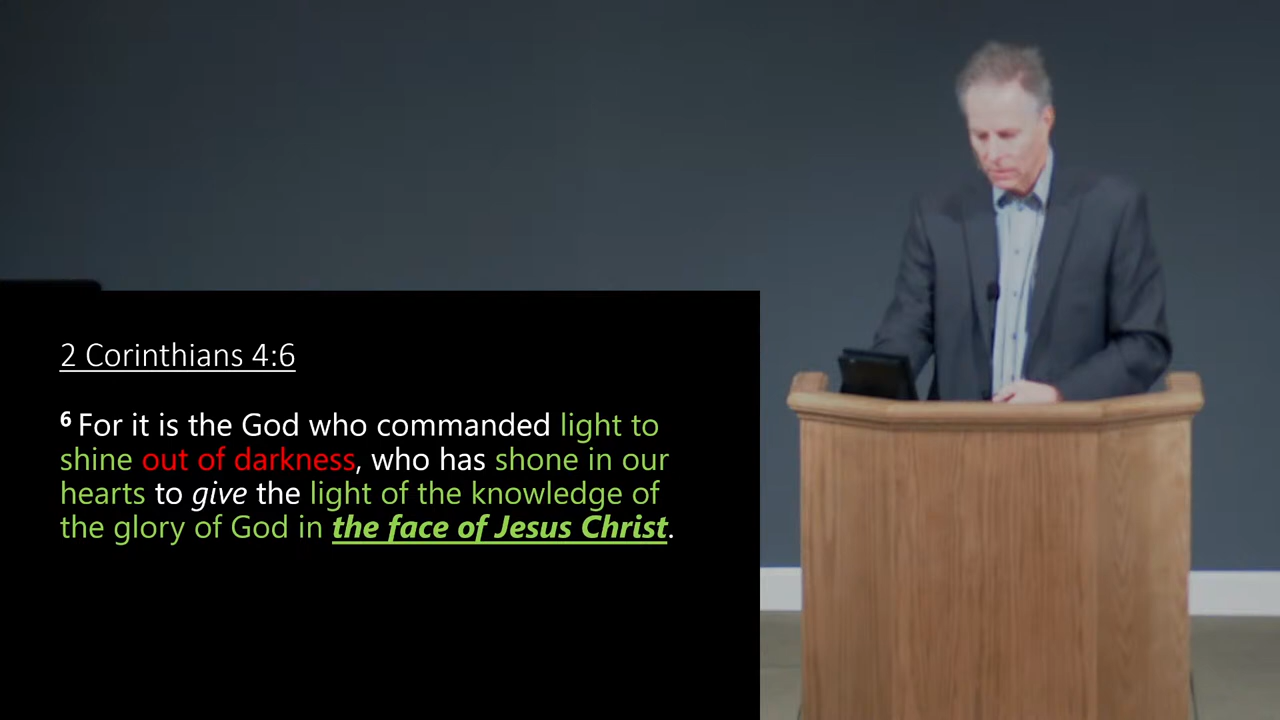 2 Corinthians 4:6
6 For it is the God who commanded light to
shine out of darkness, who has shone in our
hearts to give the light of the knowledge of
the glory of God in the face of Jesus Christ.